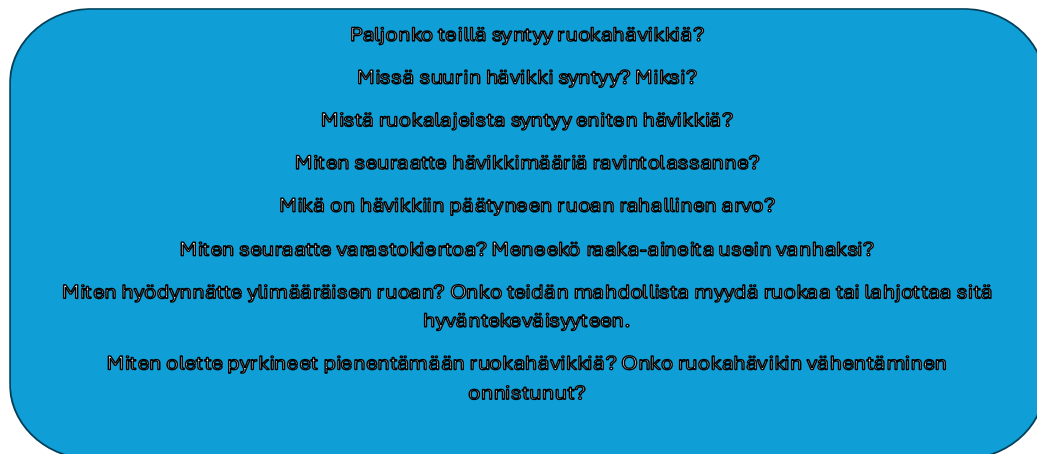 Paljonko teillä syntyy ruokahävikkiä?
Missä suurin hävikki syntyy? Miksi?
Mistä ruokalajeista syntyy eniten hävikkiä?
Miten seuraatte hävikkimääriä ravintolassanne?
Mikä on hävikkiin päätyneen ruoan rahallinen arvo?
Miten seuraatte varastokiertoa? Meneekö raaka-aineita usein vanhaksi?
Miten hyödynnätte ylimääräisen ruoan? Onko teidän mahdollista myydä ruokaa tai lahjottaa sitä
hyväntekeväisyyteen.
Miten olette pyrkineet pienentämään ruokahävikkiä? Onko ruokahävikin vähentäminen
onnistunut?